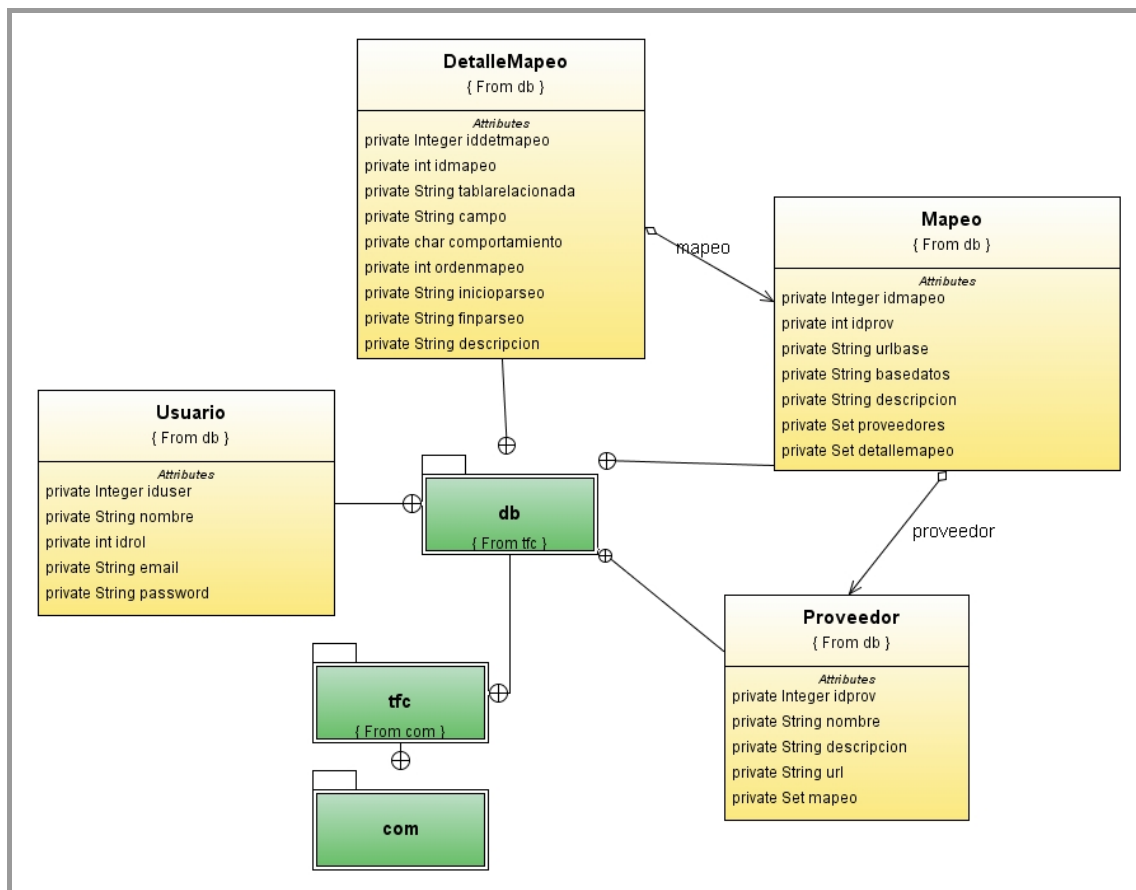 DetalleMapeo
{ From db }
Attributes
private Integer iddetmapeo
private int idmapeo
private String tablarelacionada
private String campo
private char comportamiento
private int ordenmapeo
private String inicioparseo
private String finparseo
private String descripcion
mapeo
Mapeo
{ From db }
Attributes
private Integer idmapeo
private int idprov
private String urlbase
private String basedatos
private String descripcion
private Set proveedores
private Set detallemapeo
Usuario
{ From db }
Attributes
private Integer iduser
private String nombre
private int idrol
private String email
private String password
db
{ From tfc }
proveedor
Proveedor
{ From db }
Attributes
private Integer idprov
private String nombre
private String descripcion
private String url
private Set mapeo
tfc
{ From com }
com